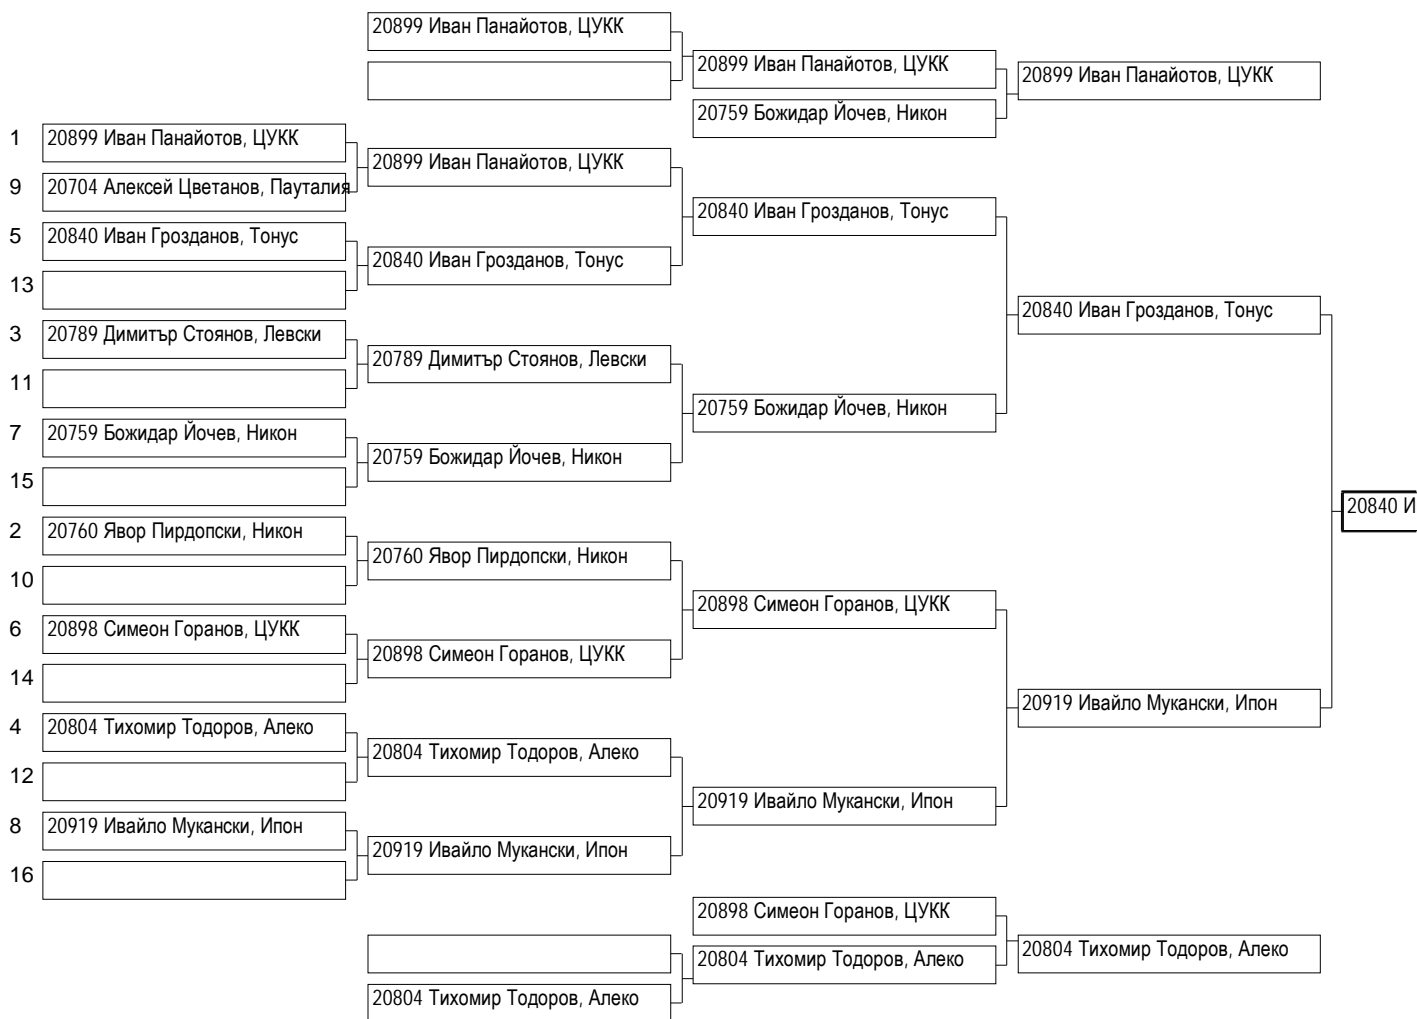 20899 Иван Панайотов, ЦУКК
20899 Иван Панайотов, ЦУКК
20899 Иван Панайотов, ЦУКК
20759 Божидар Йочев, Никон
1 20899 Иван Панайотов, ЦУКК
20899 Иван Панайотов, ЦУКК
9 20704 Алексей Цветанов, Пауталия
20840 Иван Грозданов, Тонус
5 20840 Иван Грозданов, Тонус
20840 Иван Грозданов, Тонус
13
20840 Иван Грозданов, Тонус
3 20789 Димитър Стоянов, Левски
20789 Димитър Стоянов, Левски
11
20759 Божидар Йочев, Никон
7 20759 Божидар Йочев, Никон
20759 Божидар Йочев, Никон
15
20840 И
2 20760 Явор Пирдопски, Никон
20760 Явор Пирдопски, Никон
10
20898 Симеон Горанов, ЦУКК
6 20898 Симеон Горанов, ЦУКК
20898 Симеон Горанов, ЦУКК
14
20919 Ивайло Мукански, Ипон
4 20804 Тихомир Тодоров, Алеко
20804 Тихомир Тодоров, Алеко
12
20919 Ивайло Мукански, Ипон
8 20919 Ивайло Мукански, Ипон
20919 Ивайло Мукански, Ипон
16
20898 Симеон Горанов, ЦУКК
20804 Тихомир Тодоров, Алеко
20804 Тихомир Тодоров, Алеко
20804 Тихомир Тодоров, Алеко